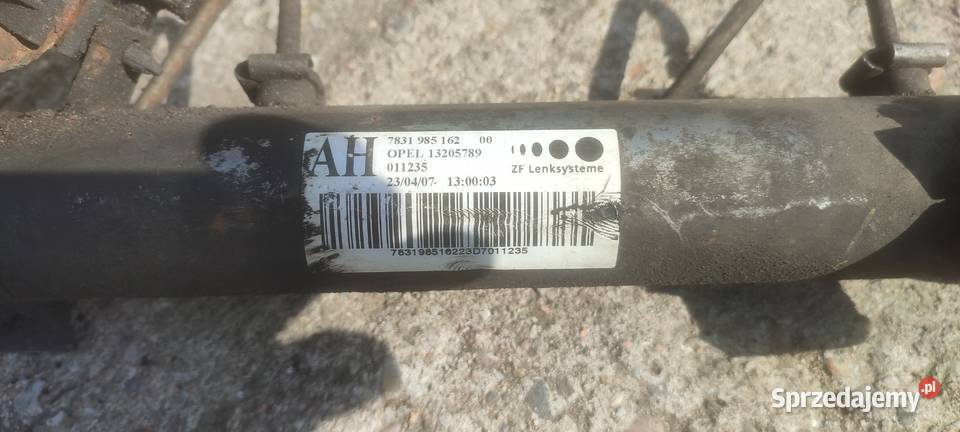 AH
7831 985 162 00
OPEL 13205789
011235
23/04/07 13:00:03
ZF Lenksysteme
783198516223D7011235
Sprzedajemy.pl